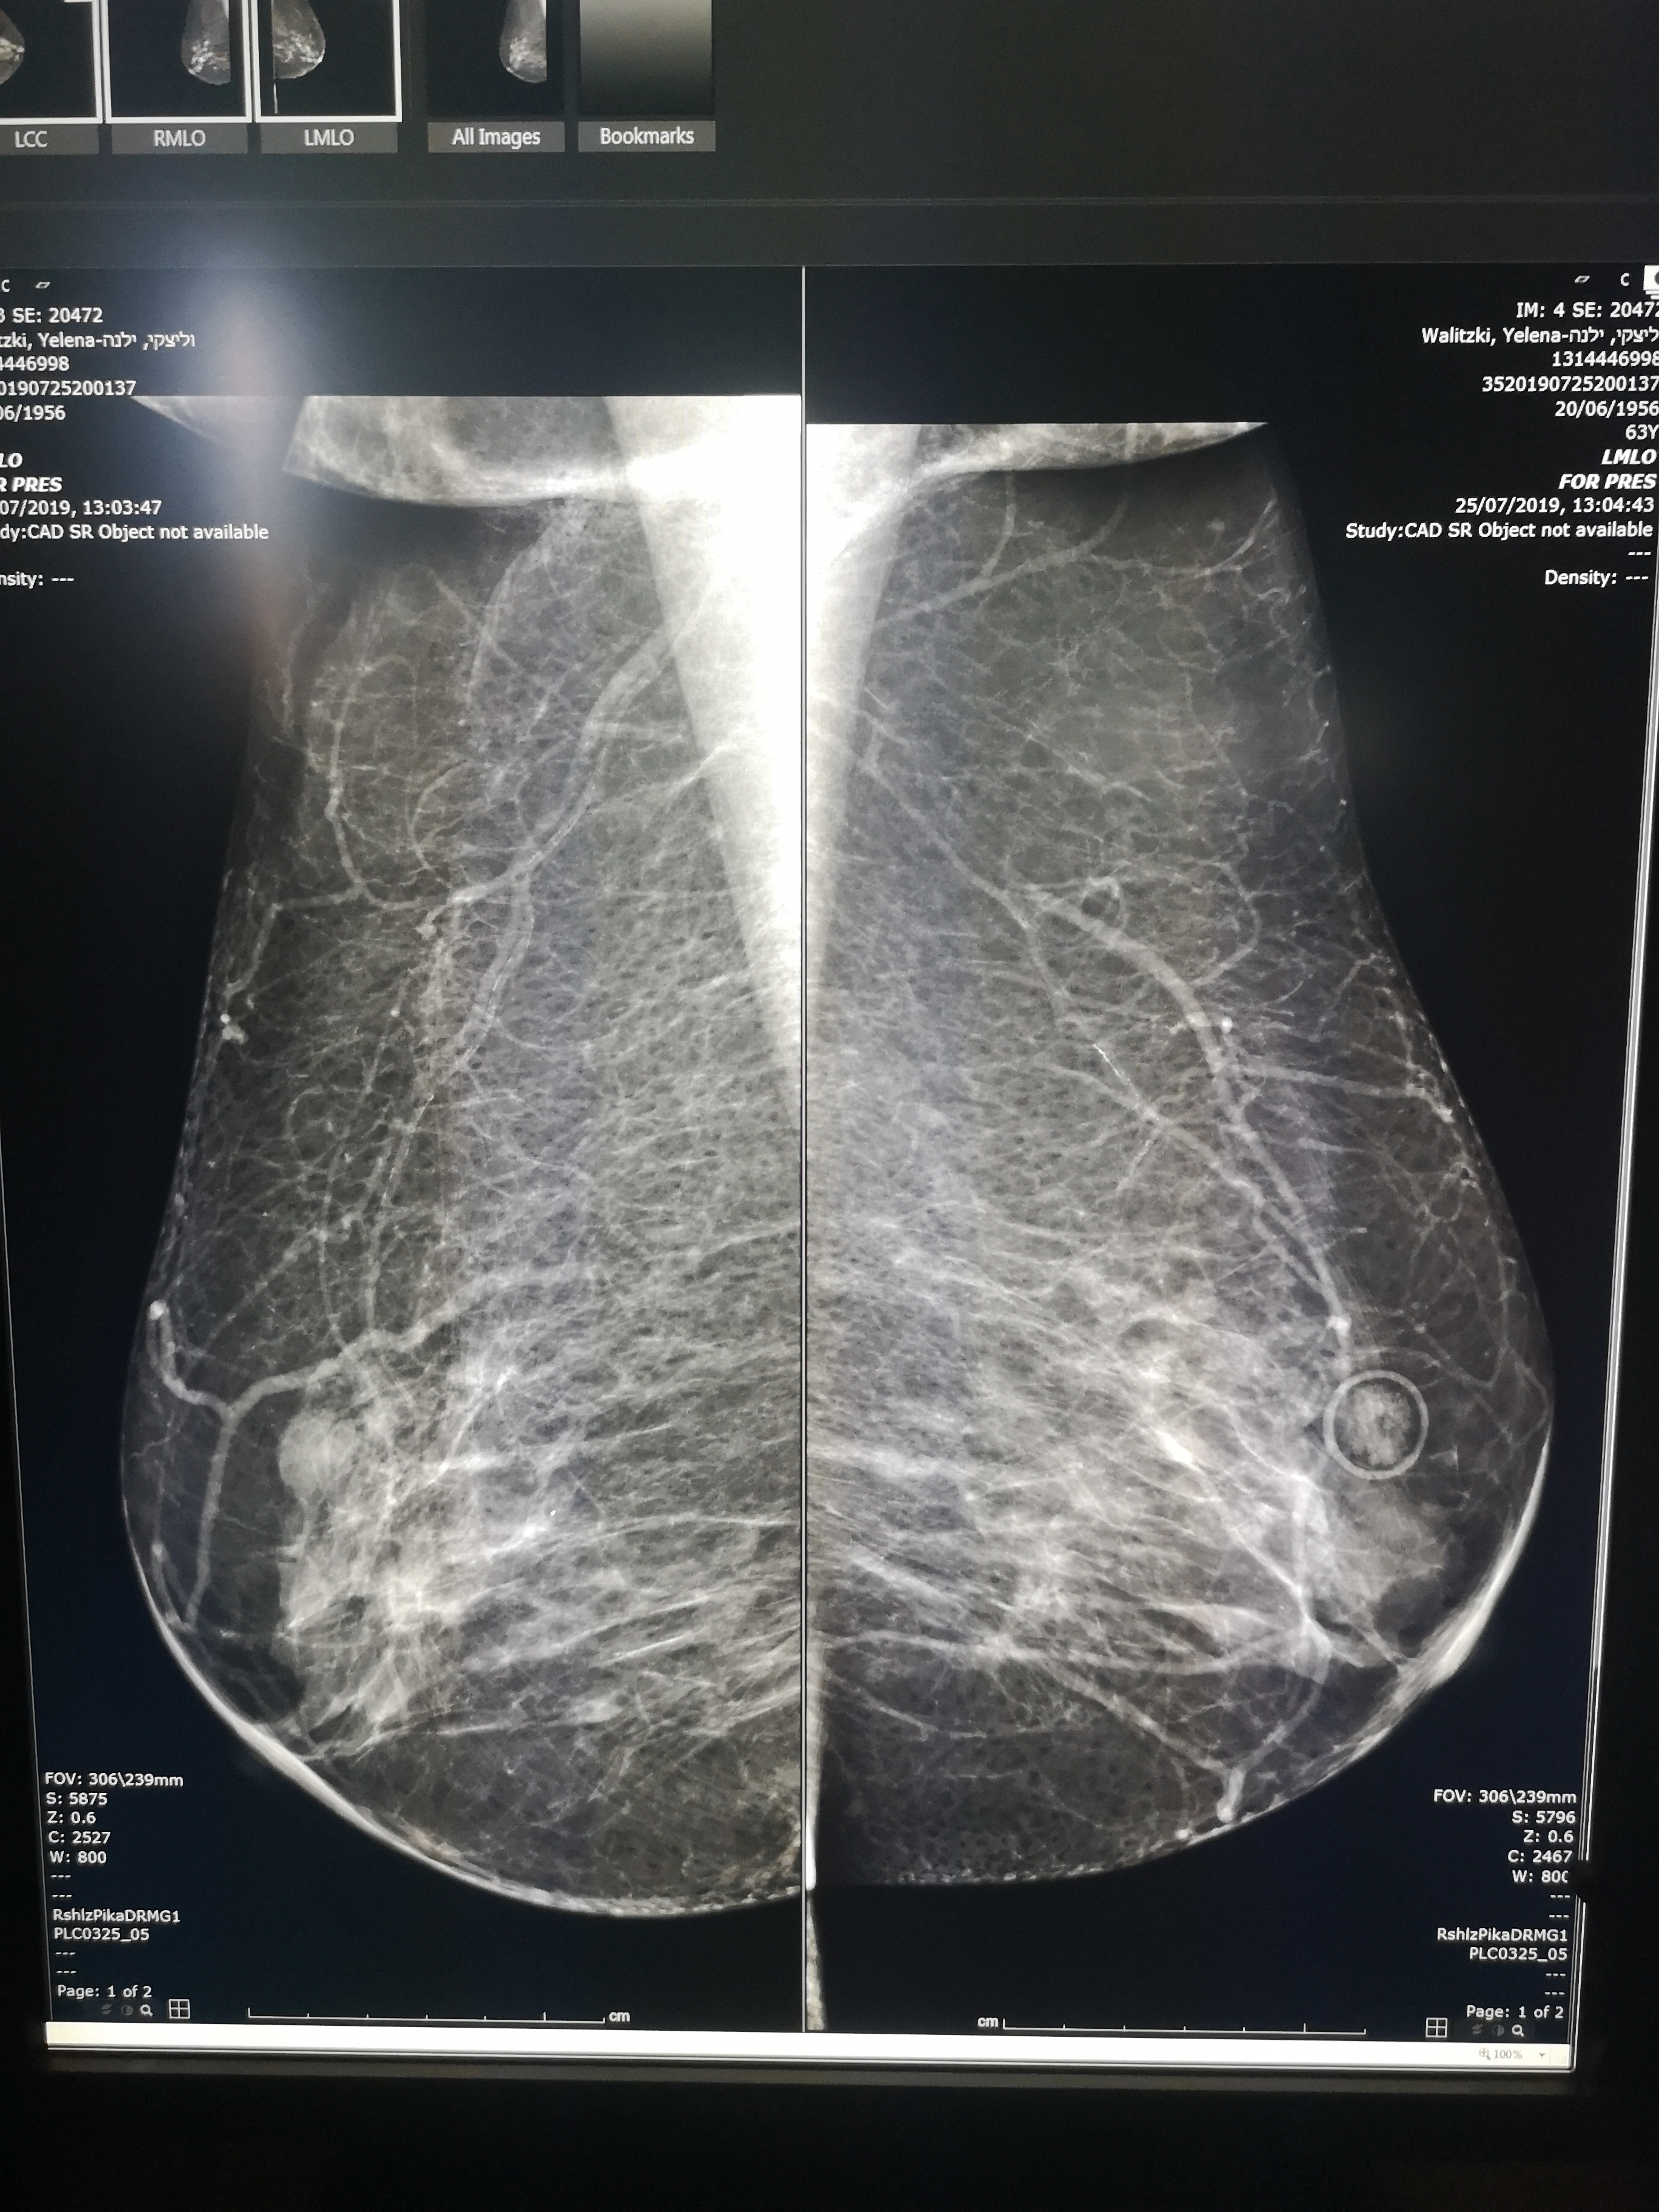 LCC
RMLO
LMLO
All Images
Bookmarks
C
3 SE: 20472
tzki, Yelena-וליצקי, ילנה
4446998
0190725200137
06/1956
LO
R PRES
07/2019, 13:03:47
dy:CAD SR Object not available
nsity: ---
FOV: 306\239mm
S: 5875
Z: 0.6
C: 2527
W: 800
---
---
RshlzPikaDRMG1
PLC0325_05
---
---
Page: 1 of 2
cm
C
IM: 4 SE: 20472
Walitzki, Yelena-ליצקי, ילנה
1314446998
3520190725200137
20/06/1956
63Y
LMLO
FOR PRES
25/07/2019, 13:04:43
Study:CAD SR Object not available
---
Density: ---
FOV: 306\239mm
S: 5796
Z: 0.6
C: 2467
W: 800
---
---
RshlzPikaDRMG1
PLC0325_05
---
---
Page: 1 of 2
cm
100%